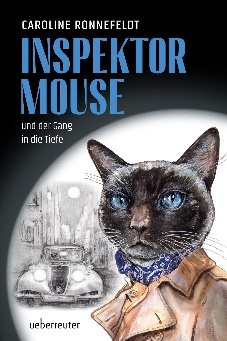 CAROLINE RONNEFELDT
INSPEKTOR
MOUSE
und der Gang
in die Tiefe
ueberreuter